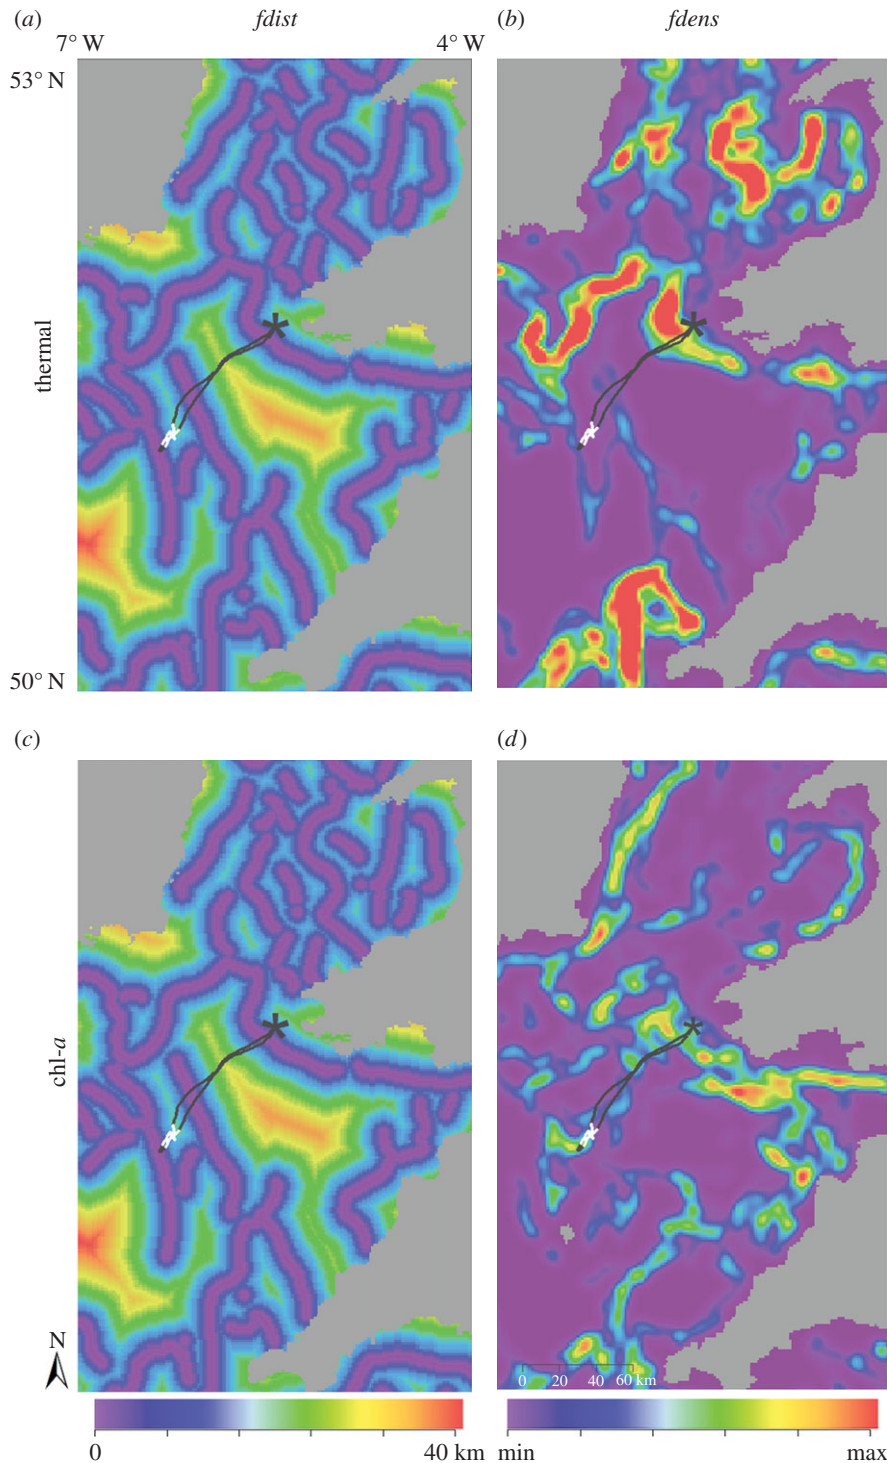 (a) fdist (b) fdens
7° W 4° W
53° N
thermal
50° N
(c) (d)
chl-a
N
0 20 40 60 km
0 40 km min max